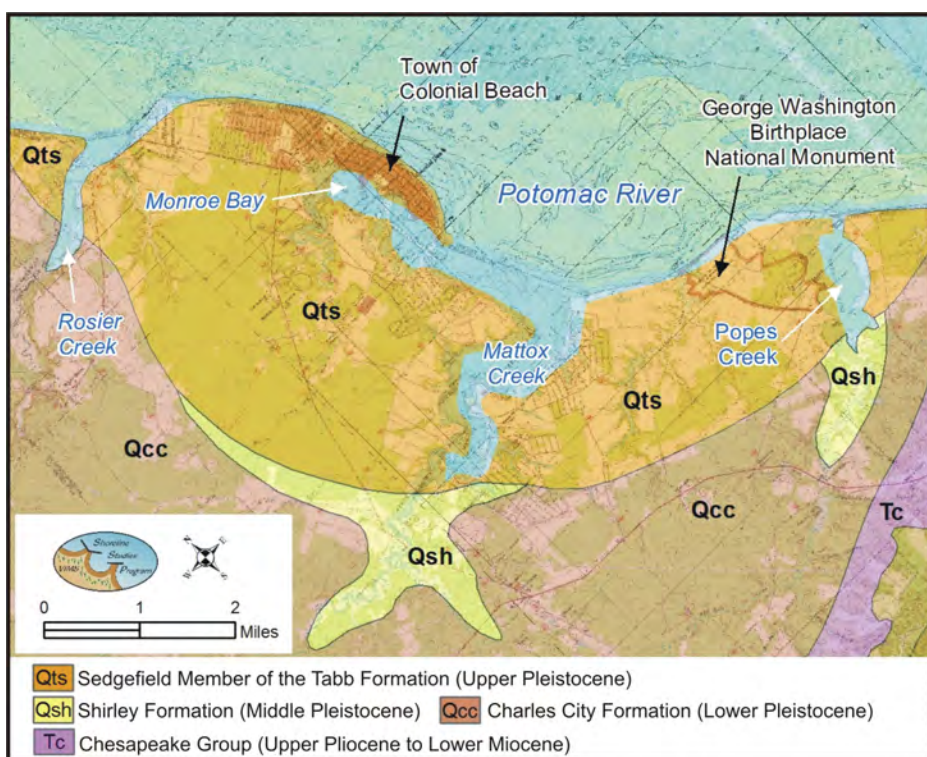 Town of
Colonial Beach
George Washington
Birthplace
National Monument
Qts
Monroe Bay
Potomac River
Rosier
Creek
Qts
Mattox
Creek
Popes
Creek
Qsh
Qts
Qcc
Qcc
Tc
Qsh
Shoreline
Studies
Program
VIMS
N
E
W
S
0 1 2
Miles
Qts Sedgefield Member of the Tabb Formation (Upper Pleistocene)
Qsh Shirley Formation (Middle Pleistocene) Qcc Charles City Formation (Lower Pleistocene)
Tc Chesapeake Group (Upper Pliocene to Lower Miocene)